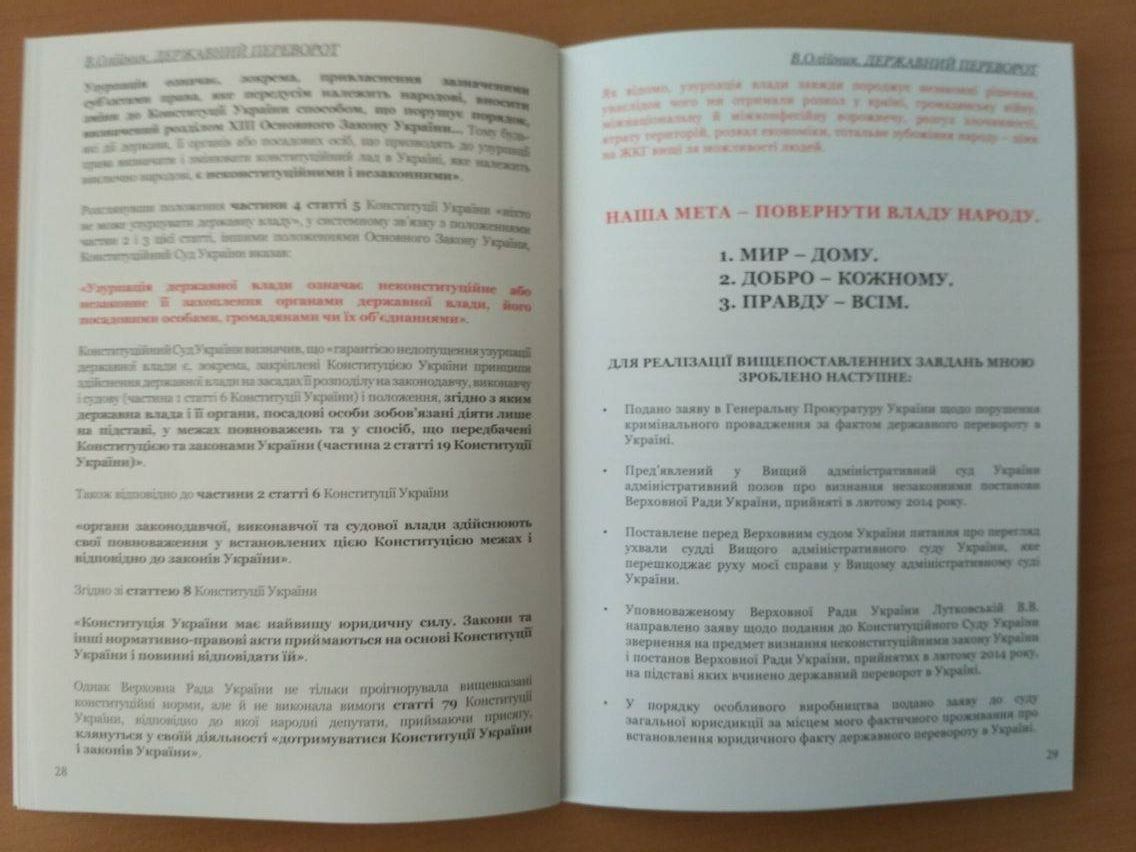 В.Олійник. ДЕРЖАВНИЙ ПЕРЕВОРОТ
Узурпація означає, зокрема, привласнення зазначеними
суб'єктами права, яке передусім належить народові, вносити
зміни до Конституції України способом, що порушує порядок,
визначений розділом XIII Основного Закону України... Тому будь-
які дії держави, її органів або посадових осіб, що призводять до узурпації
права визначати і змінювати конституційний лад в Україні, яке належить
виключно народові, є неконституційними і незаконними».
Розглянувши положення частини 4 статті 5 Конституції України «ніхто
не може узурпувати державну владу», у системному зв'язку з положеннями
частин 2 і 3 цієї статті, іншими положеннями Основного Закону України,
Конституційний Суд України вказав:
«Узурпація державної влади означає неконституційне або
незаконне її захоплення органами державної влади, його
посадовими особами, громадянами чи їх об'єднаннями».
Конституційний Суд України визначив, що «гарантією недопущення узурпації
державної влади є, зокрема, закріплені Конституцією України принципи
здійснення державної влади на засадах її розподілу на законодавчу, виконавчу
і судову (частина 1 статті 6 Конституції України) і положення, згідно з яким
державна влада і її органи, посадові особи зобов'язані діяти лише
на підставі, у межах повноважень та у спосіб, що передбачені
Конституцією та законами України (частина 2 статті 19 Конституції
України)».
Також відповідно до частини 2 статті 6 Конституції України
«органи законодавчої, виконавчої та судової влади здійснюють
свої повноваження у встановлених цією Конституцією межах і
відповідно до законів України».
Згідно зі статтею 8 Конституції України
«Конституція України має найвищу юридичну силу. Закони та
інші нормативно-правові акти приймаються на основі Конституції
України і повинні відповідати їй».
Однак Верховна Рада України не тільки проігнорувала вищевказані
конституційні норми, але й не виконала вимоги статті 79 Конституції
України, відповідно до якої народні депутати, приймаючи присягу,
клянуться у своїй діяльності «дотримуватися Конституції України
і законів України».
28
В.Олійник. ДЕРЖАВНИЙ ПЕРЕВОРОТ
Як відомо, узурпація влади завжди породжує незаконні рішення,
унаслідок чого ми отримали розкол у країні, громадянську війну,
міжнаціональну й міжконфесійну ворожнечу, розгул злочинності,
втрату територій, розвал економіки, тотальне зубожіння народу – ціни
на ЖКГ вищі за можливості людей.
НАША МЕТА – ПОВЕРНУТИ ВЛАДУ НАРОДУ.
1. МИР – ДОМУ.
2. ДОБРО – КОЖНОМУ.
3. ПРАВДУ – ВСІМ.
ДЛЯ РЕАЛІЗАЦІЇ ВИЩЕПОСТАВЛЕННИХ ЗАВДАНЬ МНОЮ
ЗРОБЛЕНО НАСТУПНЕ:
• Подано заяву в Генеральну Прокуратуру України щодо порушення
кримінального провадження за фактом державного перевороту в
Україні.
• Пред'явлений у Вищий адміністративний суд України
адміністративний позов про визнання незаконними постанови
Верховної Ради України, прийняті в лютому 2014 року.
• Поставлене перед Верховним судом України питання про перегляд
ухвали судді Вищого адміністративного суду України, яке
перешкоджає руху моєї справи у Вищому адміністративному суді
України.
• Уповноваженому Верховної Ради України Лутковській В.В.
направлено заяву щодо подання до Конституційного Суду України
звернення на предмет визнання неконституційними закону України
і постанов Верховної Ради України, прийнятих в лютому 2014 року,
на підставі яких вчинено державний переворот в Україні.
• У порядку особливого виробництва подано заяву до суду
загальної юрисдикції за місцем мого фактичного проживання про
встановлення юридичного факту державного перевороту в Україні.
29